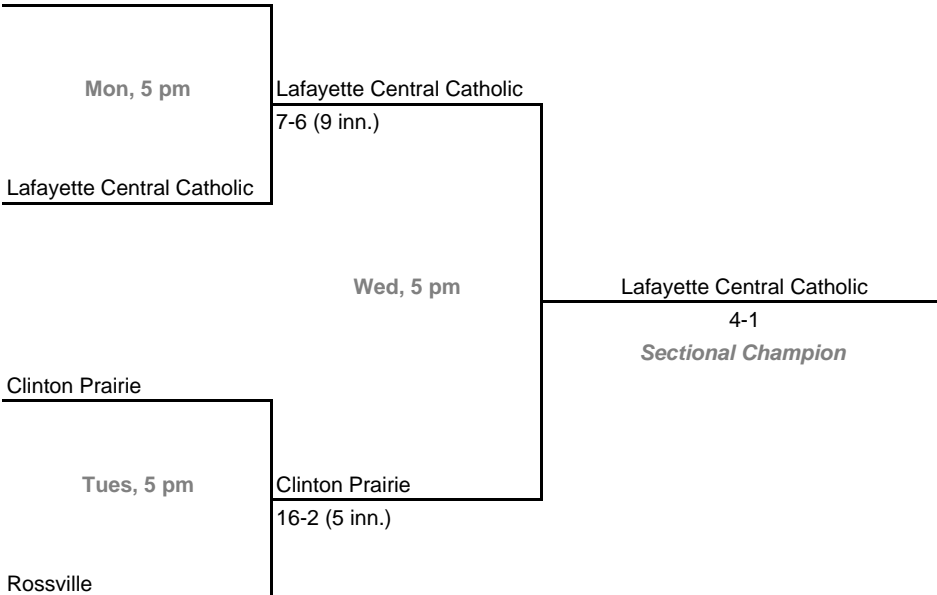 Mon, 5 pm
Lafayette Central Catholic
7-6 (9 inn.)
Lafayette Central Catholic
Wed, 5 pm
Lafayette Central Catholic
4-1
Sectional Champion
Clinton Prairie
Tues, 5 pm
Clinton Prairie
16-2 (5 inn.)
Rossville